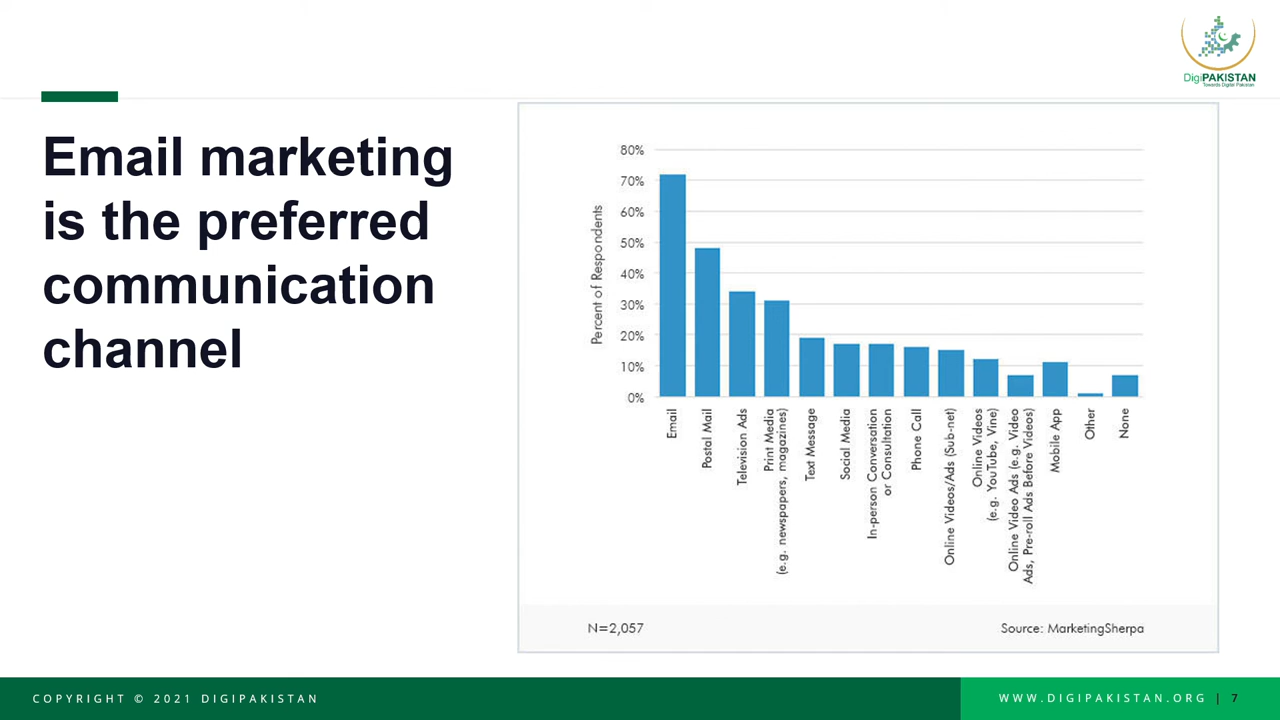 DigiPAKISTAN
Towards Digital Pakistan
Email marketing
is the preferred
communication
channel
Percent of Respondents
80%
70%
60%
50%
40%
30%
20%
10%
0%
Email
Postal Mail
Television Ads
Print Media
(e.g. newspapers, magazines)
Text Message
Social Media
In-person Conversation
or Consultation
Phone Call
Online Videos/Ads (Sub-net)
Online Videos
(e.g. YouTube, Vine)
Online Video Ads (e.g. Video
Ads, Pre-roll Ads Before Videos)
Mobile App
Other
None
N=2,057
Source: MarketingSherpa
COPYRIGHT © 2021 DIGIPAKISTAN
WWW.DIGIPAKISTAN.ORG | 7